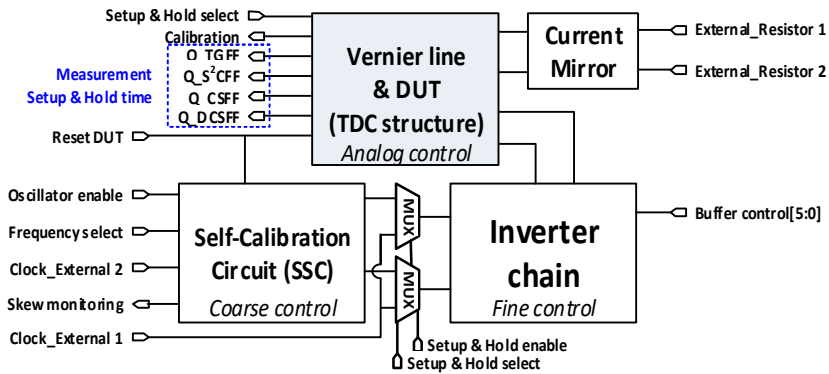 Setup & Hold select
Calibration
Q_TGFF
Q_S²CFF
Q_CSFF
Q_DCSFF
Measurement
Setup & Hold time
Reset DUT
Vernier line
& DUT
(TDC structure)
Analog control
Current
Mirror
External_Resistor 1
External_Resistor 2
Oscillator enable
Frequency select
Clock_External 2
Skew monitoring
Clock_External 1
Self-Calibration
Circuit (SSC)
Coarse control
MUX
MUX
Inverter
chain
Fine control
Buffer control[5:0]
Setup & Hold enable
Setup & Hold select